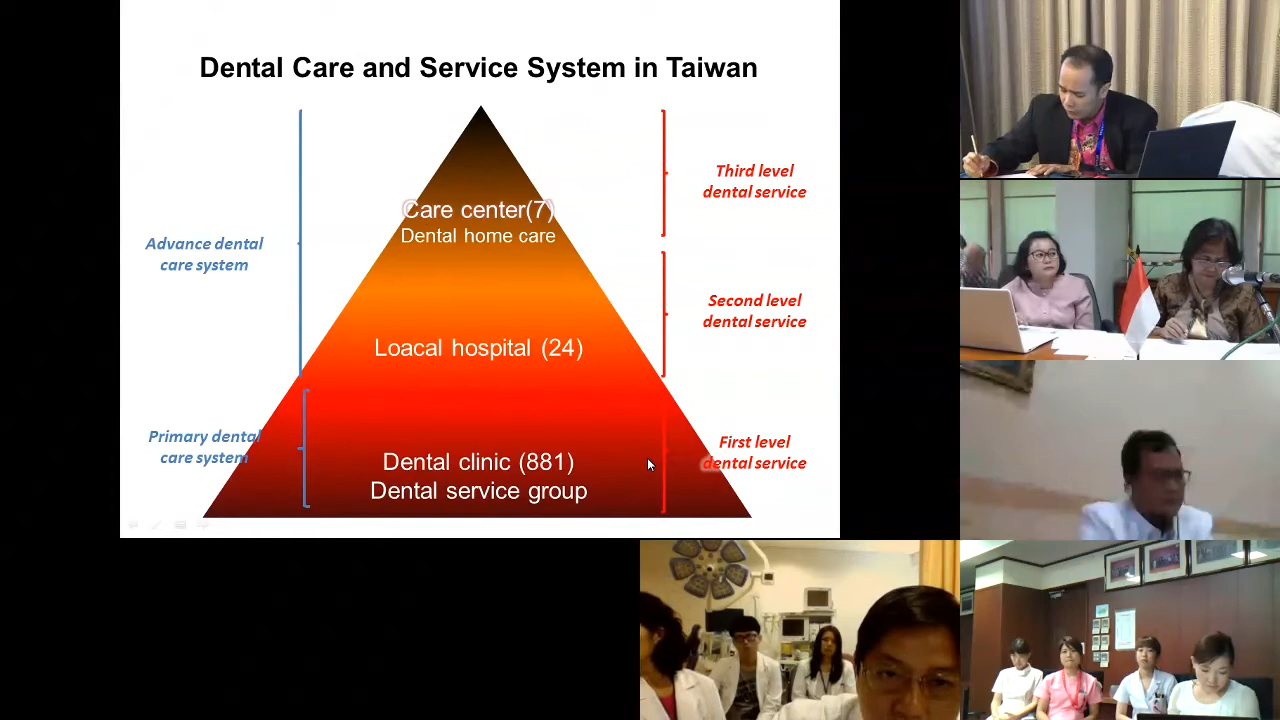 Dental Care and Service System in Taiwan
Care center(7)
Dental home care
Loacal hospital (24)
Dental clinic (881)
Dental service group
Advance dental
care system
Primary dental
care system
Third level
dental service
Second level
dental service
First level
dental service